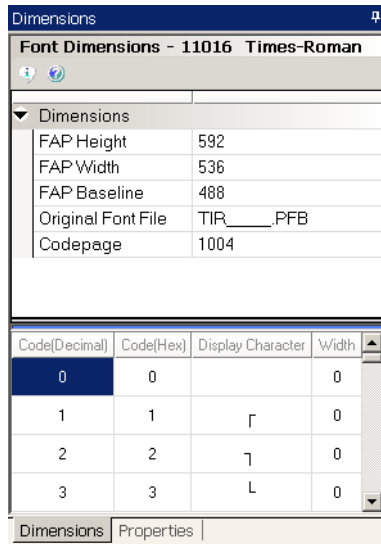 Dimensions
Font Dimensions - 11016 Times-Roman
Dimensions
FAP Height 592
FAP Width 536
FAP Baseline 488
Original Font File TIR_____.PFB
Codepage 1004
Code(Decimal) Code(Hex) Display Character Width
0 0 0
1 1 ┌ 0
2 2 ┐ 0
3 3 └ 0
Dimensions Properties